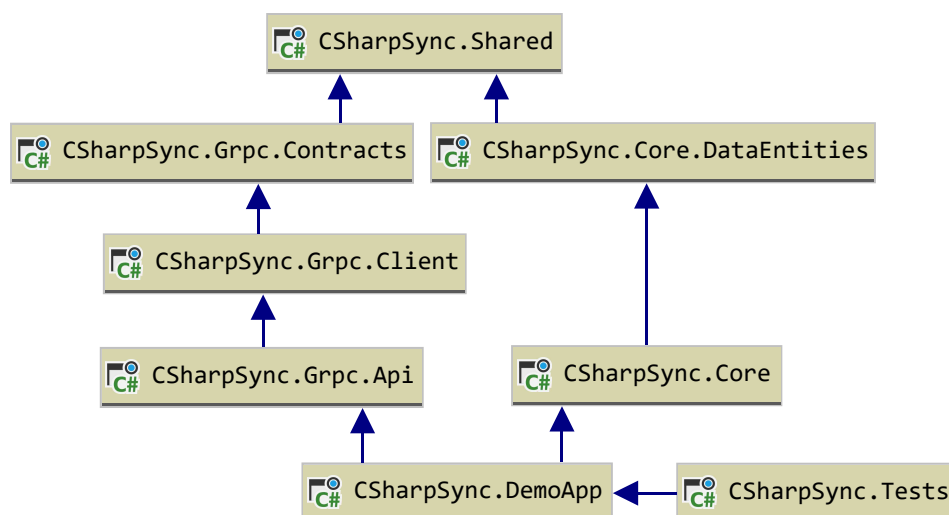 C# CSharpSync.Shared
C# CSharpSync.Grpc.Contracts
C# CSharpSync.Core.DataEntities
C# CSharpSync.Grpc.Client
C# CSharpSync.Grpc.Api
C# CSharpSync.Core
C# CSharpSync.DemoApp
C# CSharpSync.Tests